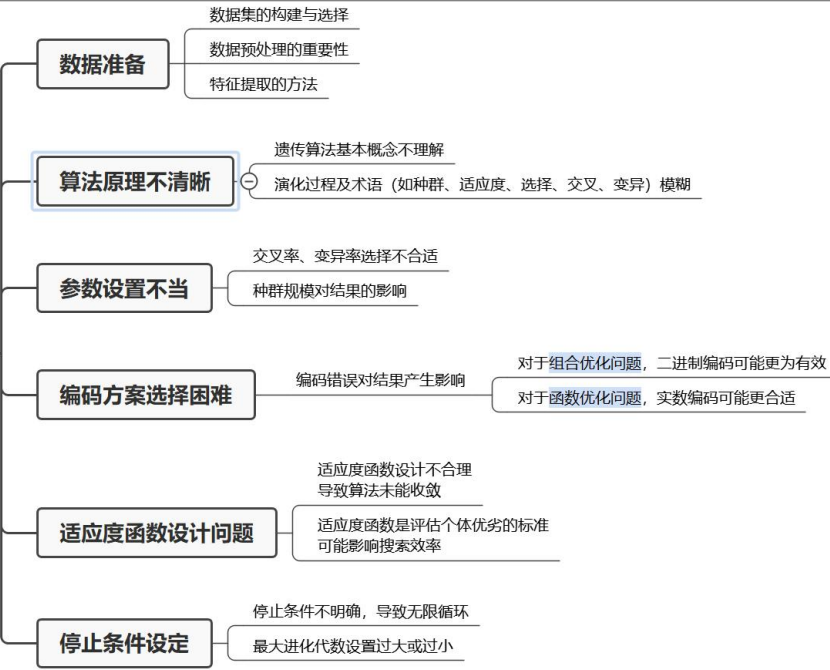 数据准备
数据集的构建与选择
数据预处理的重要性
特征提取的方法
算法原理不清晰
遗传算法基本概念不理解
演化过程及术语（如种群、适应度、选择、交叉、变异）模糊
参数设置不当
交叉率、变异率选择不合适
种群规模对结果的影响
编码方案选择困难
编码错误对结果产生影响
对于组合优化问题，二进制编码可能更为有效
对于函数优化问题，实数编码可能更合适
适应度函数设计问题
适应度函数设计不合理
导致算法未能收敛
适应度函数是评估个体优劣的标准
可能影响搜索效率
停止条件设定
停止条件不明确，导致无限循环
最大进化代数设置过大或过小